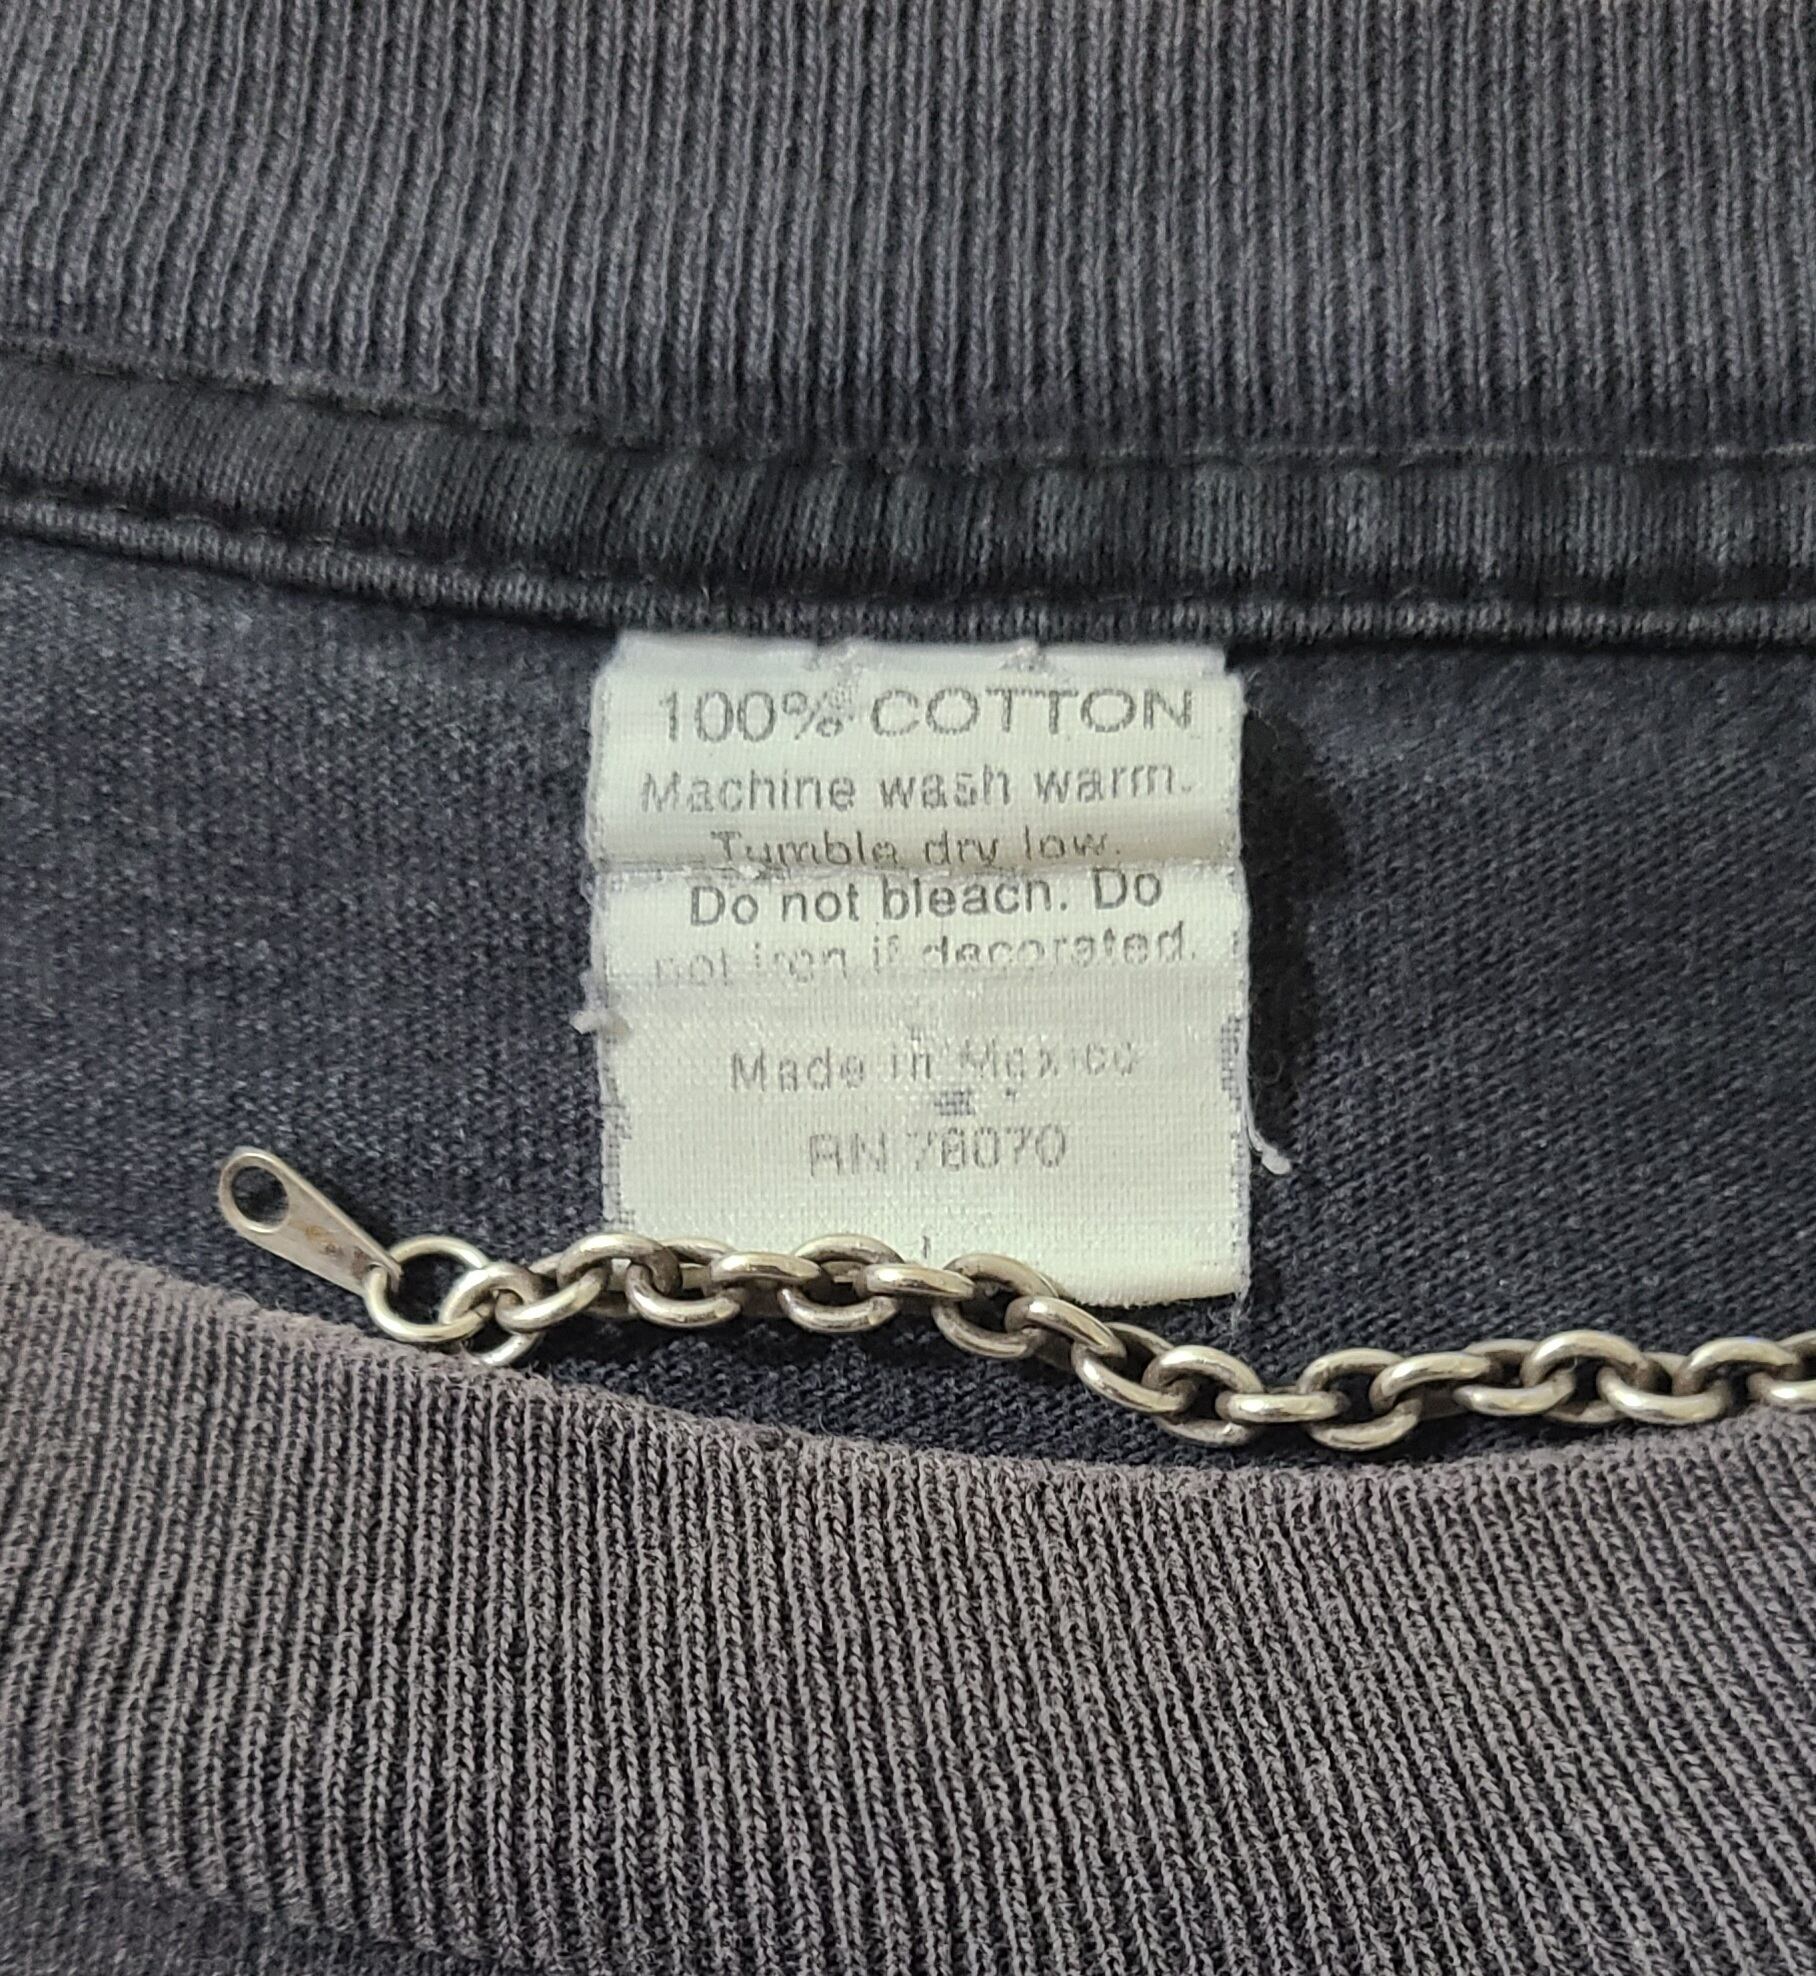 100% COTTON
Machine wash warm.
Tumble dry low.
Do not bleach. Do
not iron if decorated.
Made in Mexico
RN 76070